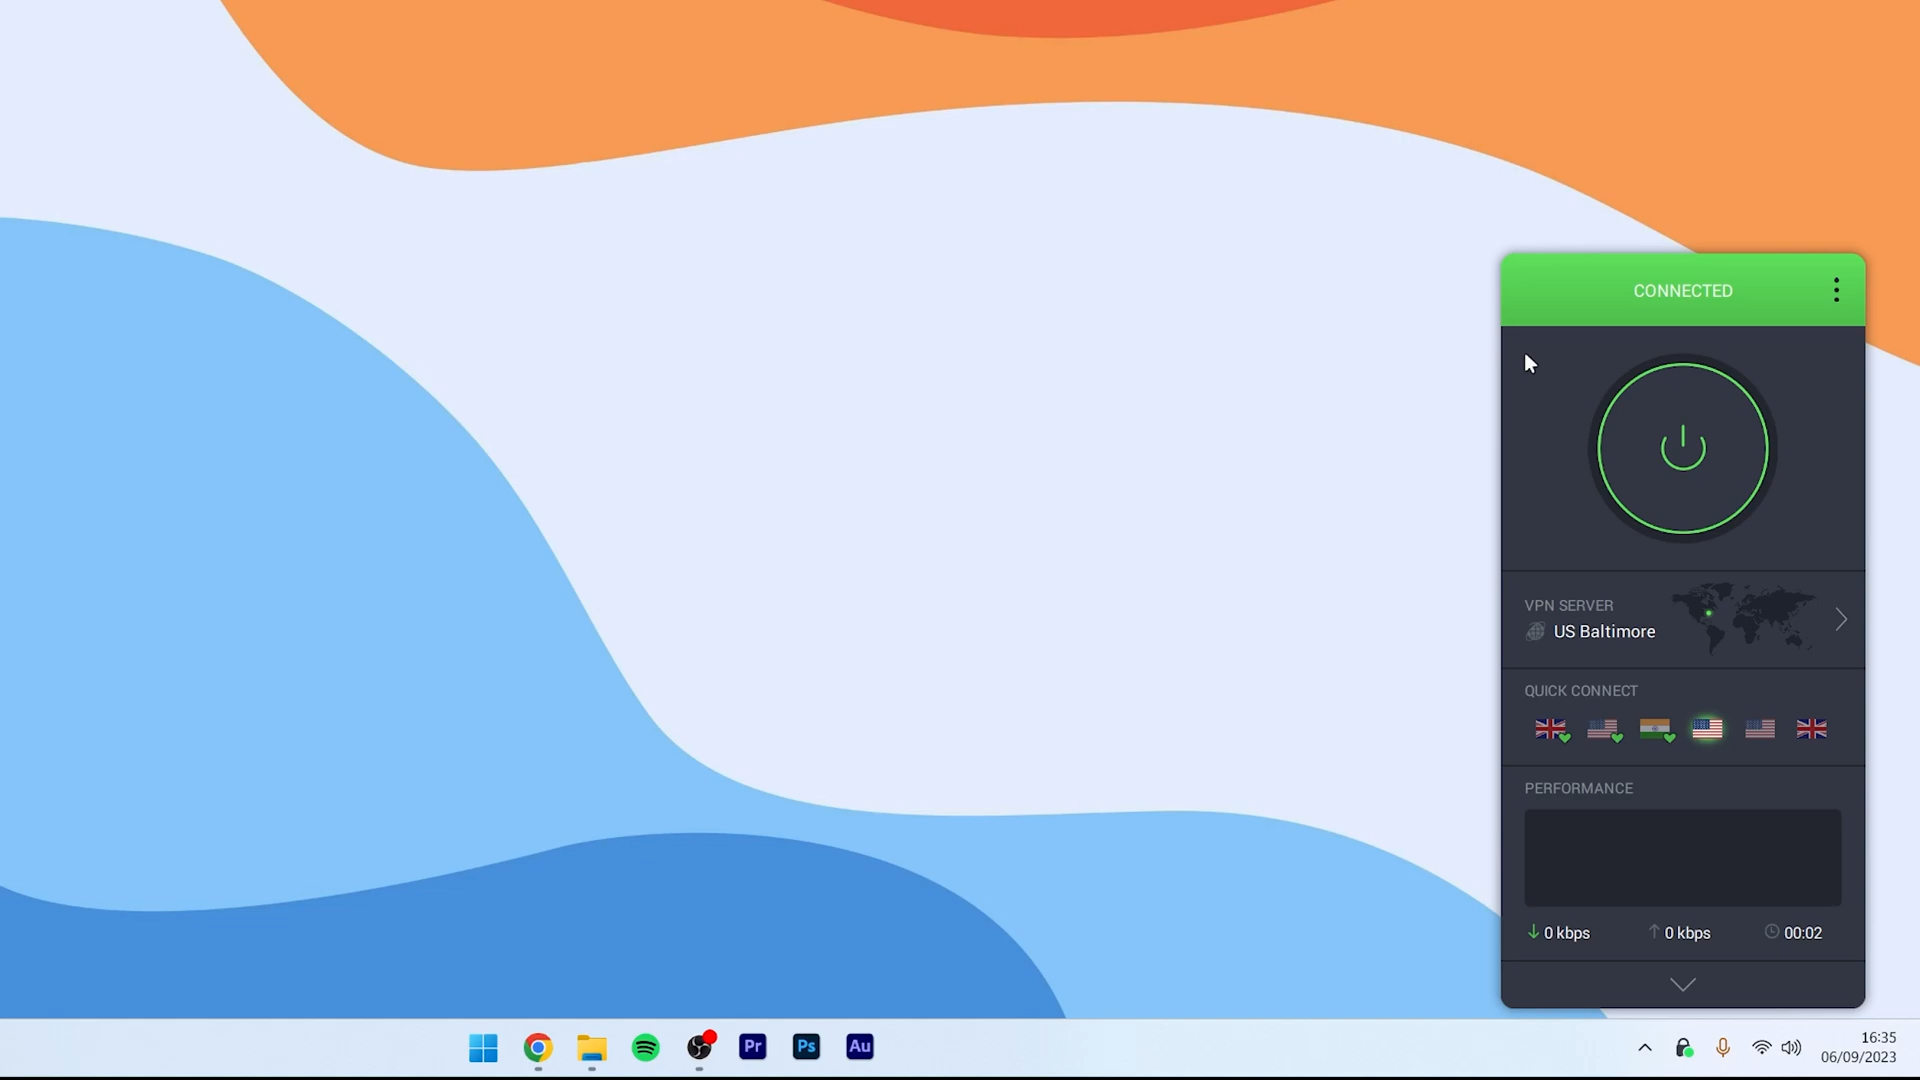 CONNECTED
VPN SERVER
US Baltimore
QUICK CONNECT
PERFORMANCE
0 kbps
0 kbps
00:02
Pr
Ps
Au
16:35
06/09/2023